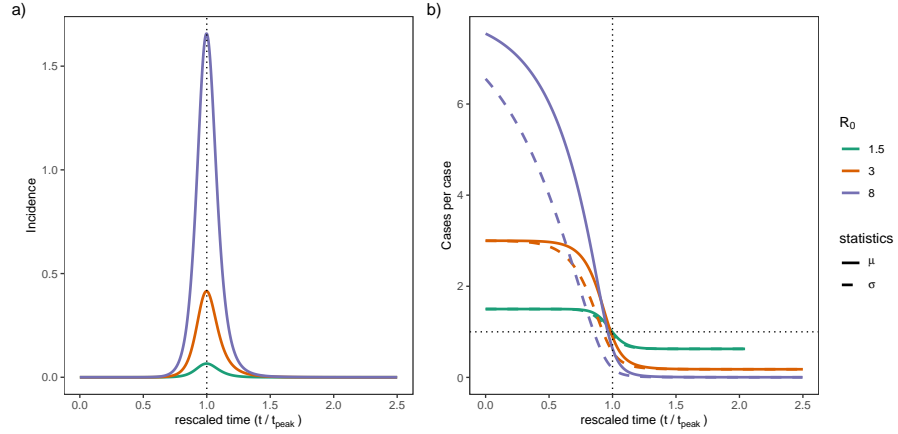 a)
b)
Incidence
1.5
1.0
0.5
0.0
0.0 0.5 1.0 1.5 2.0 2.5
rescaled time (t / t_peak)
Cases per case
6
4
2
0
0.0 0.5 1.0 1.5 2.0 2.5
rescaled time (t / t_peak)
R₀
1.5
3
8
statistics
μ
σ